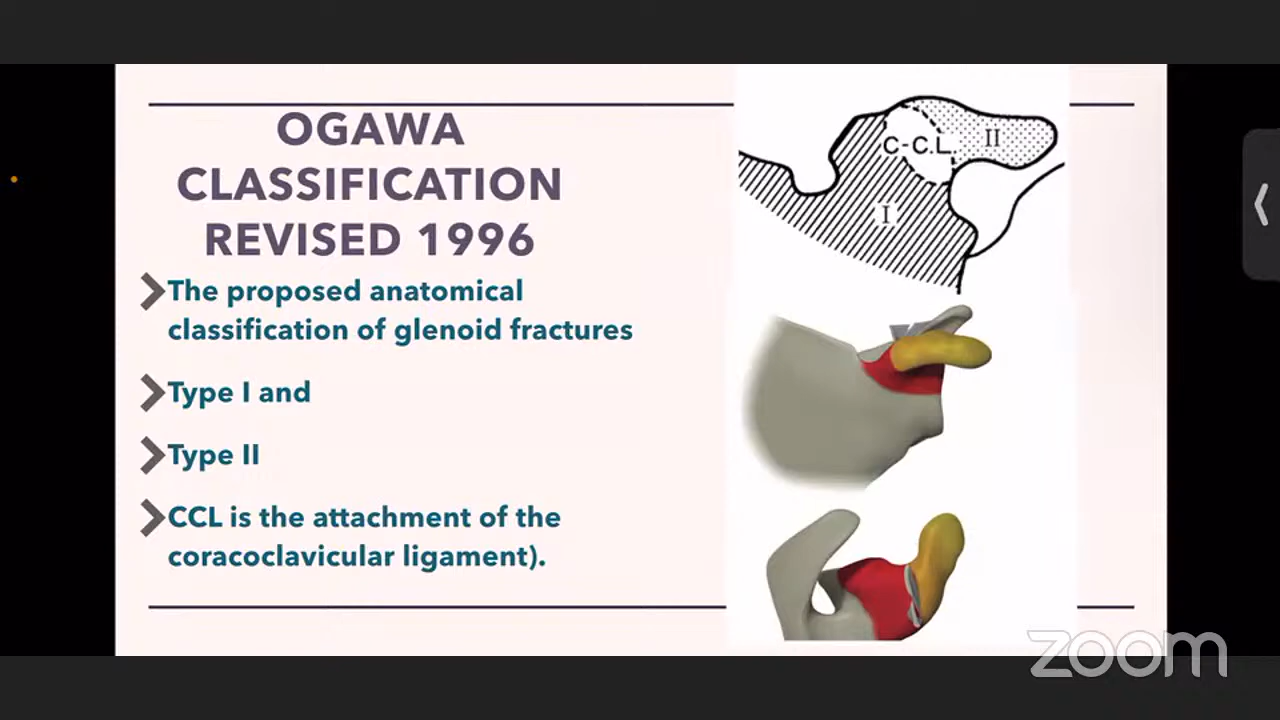 OGAWA
CLASSIFICATION
REVISED 1996
The proposed anatomical
classification of glenoid fractures
Type I and
Type II
CCL is the attachment of the
coracoclavicular ligament).
C-C.L.
II
I
zoom